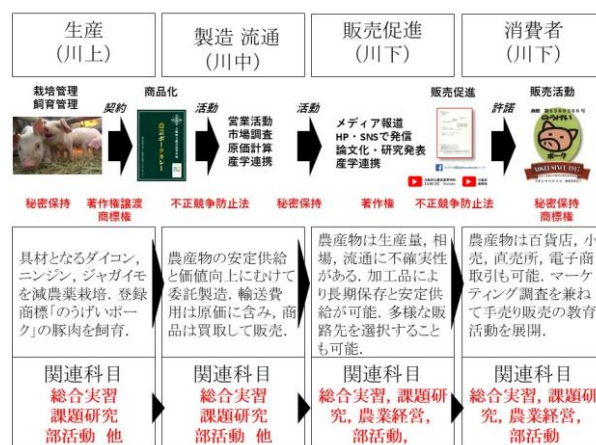 生産
(川上)
製造 流通
(川中)
販売促進
(川下)
消費者
(川下)
栽培管理
飼育管理
契約
商品化
活動
営業活動
市場調査
原価計算
産学連携
活動
販売促進
メディア報道
HP・SNSで発信
論文化・研究発表
産学連携
許諾
販売活動
のうげい
ポーク
秘密保持
著作権譲渡
商標権
不正競争防止法
秘密保持
著作権
不正競争防止法
秘密保持
商標権
具材となるダイコン,
ニンジン, ジャガイモ
を減農薬栽培. 登録
商標「のうげいポー
ク」の豚肉を飼育.
農産物の安定供給
と価値向上にむけて
委託製造. 輸送費
用は原価に含み, 商
品は買取して販売.
農産物は生産量, 相
場, 流通に不確実性
がある. 加工品によ
り長期保存と安定供
給が可能. 多様な販
路先を選択すること
も可能.
農産物は百貨店, 小
売, 直売所, 電子商
取引も可能. マーケ
ティング調査を兼ね
て手売り販売の教育
活動を展開.
関連科目
総合実習
課題研究
部活動 他
関連科目
総合実習
課題研究
部活動 他
関連科目
総合実習, 課題研
究, 農業経営,
部活動,
関連科目
総合実習, 課題研
究, 農業経営,
部活動